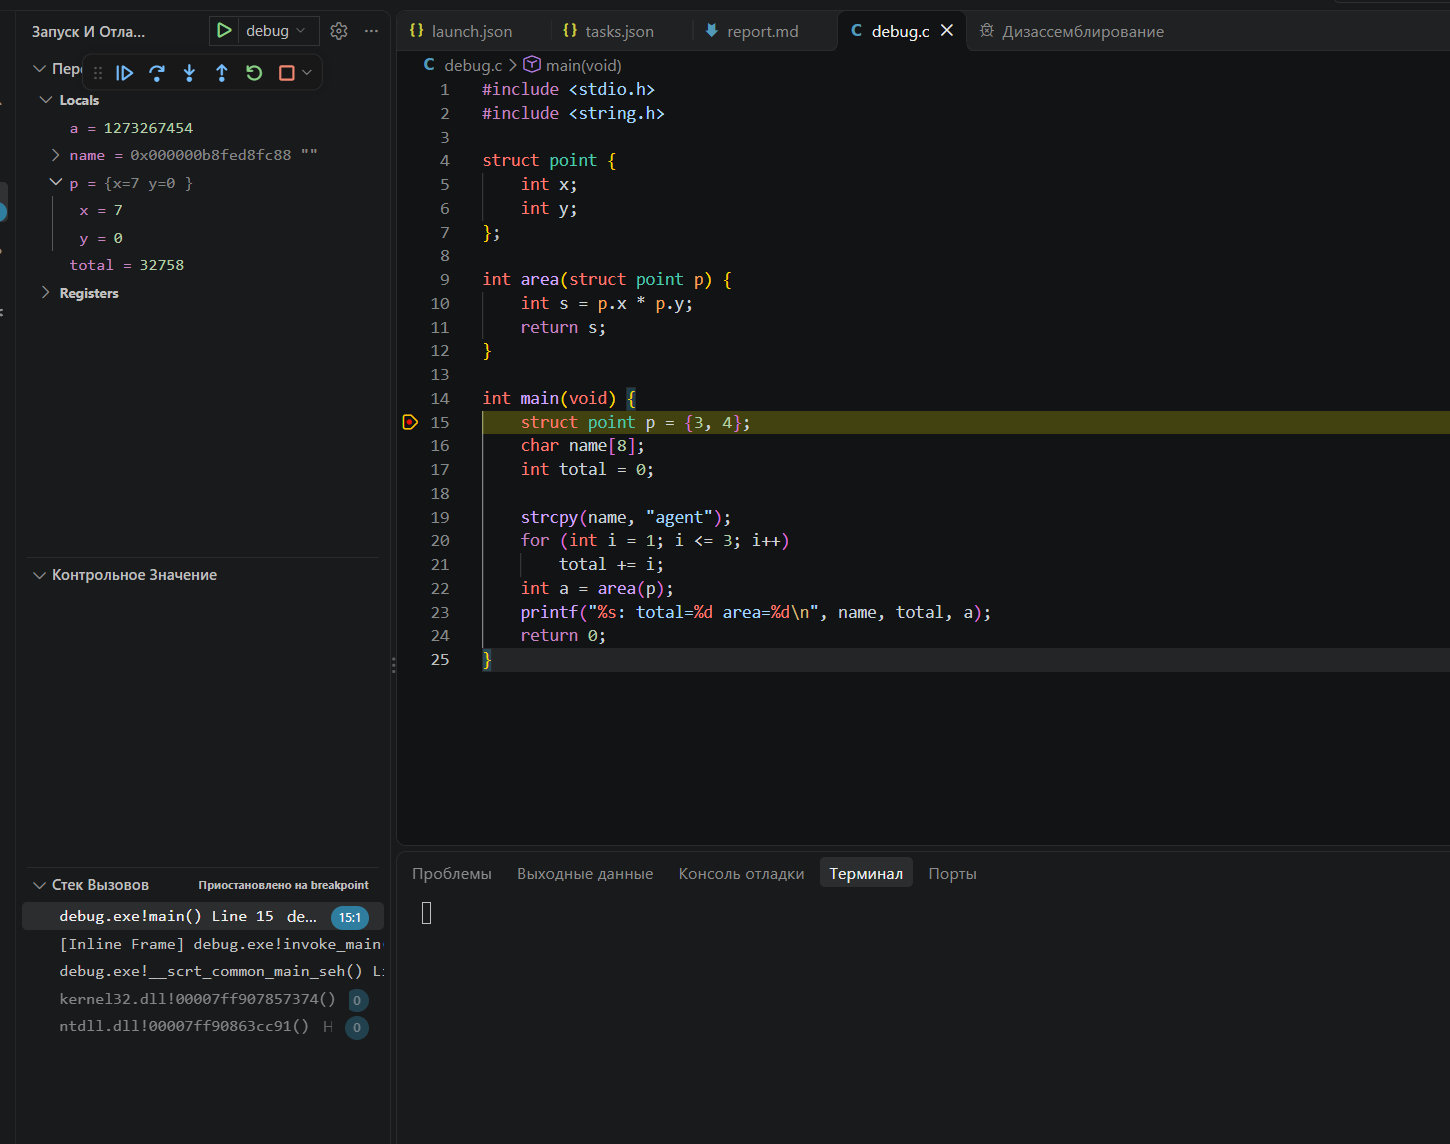 Запуск И Отла...
debug
Пере
Locals
a = 1273267454
name = 0x000000b8fed8fc88 ""
p = {x=7 y=0 }
x = 7
y = 0
total = 32758
Registers
Контрольное Значение
Стек Вызовов Приостановлено на breakpoint
debug.exe!main() Line 15 de... 15:1
[Inline Frame] debug.exe!invoke_main
debug.exe!__scrt_common_main_seh() Li
kernel32.dll!00007ff907857374() 0
ntdll.dll!00007ff90863cc91() 0
launch.json tasks.json report.md debug.c Дизассемблирование
debug.c main(void)
1 #include <stdio.h>
2 #include <string.h>
3
4 struct point {
5 int x;
6 int y;
7 };
8
9 int area(struct point p) {
10 int s = p.x * p.y;
11 return s;
12 }
13
14 int main(void) {
15 struct point p = {3, 4};
16 char name[8];
17 int total = 0;
18
19 strcpy(name, "agent");
20 for (int i = 1; i <= 3; i++)
21 total += i;
22 int a = area(p);
23 printf("%s: total=%d area=%d\n", name, total, a);
24 return 0;
25 }
Проблемы Выходные данные Консоль отладки Терминал Порты